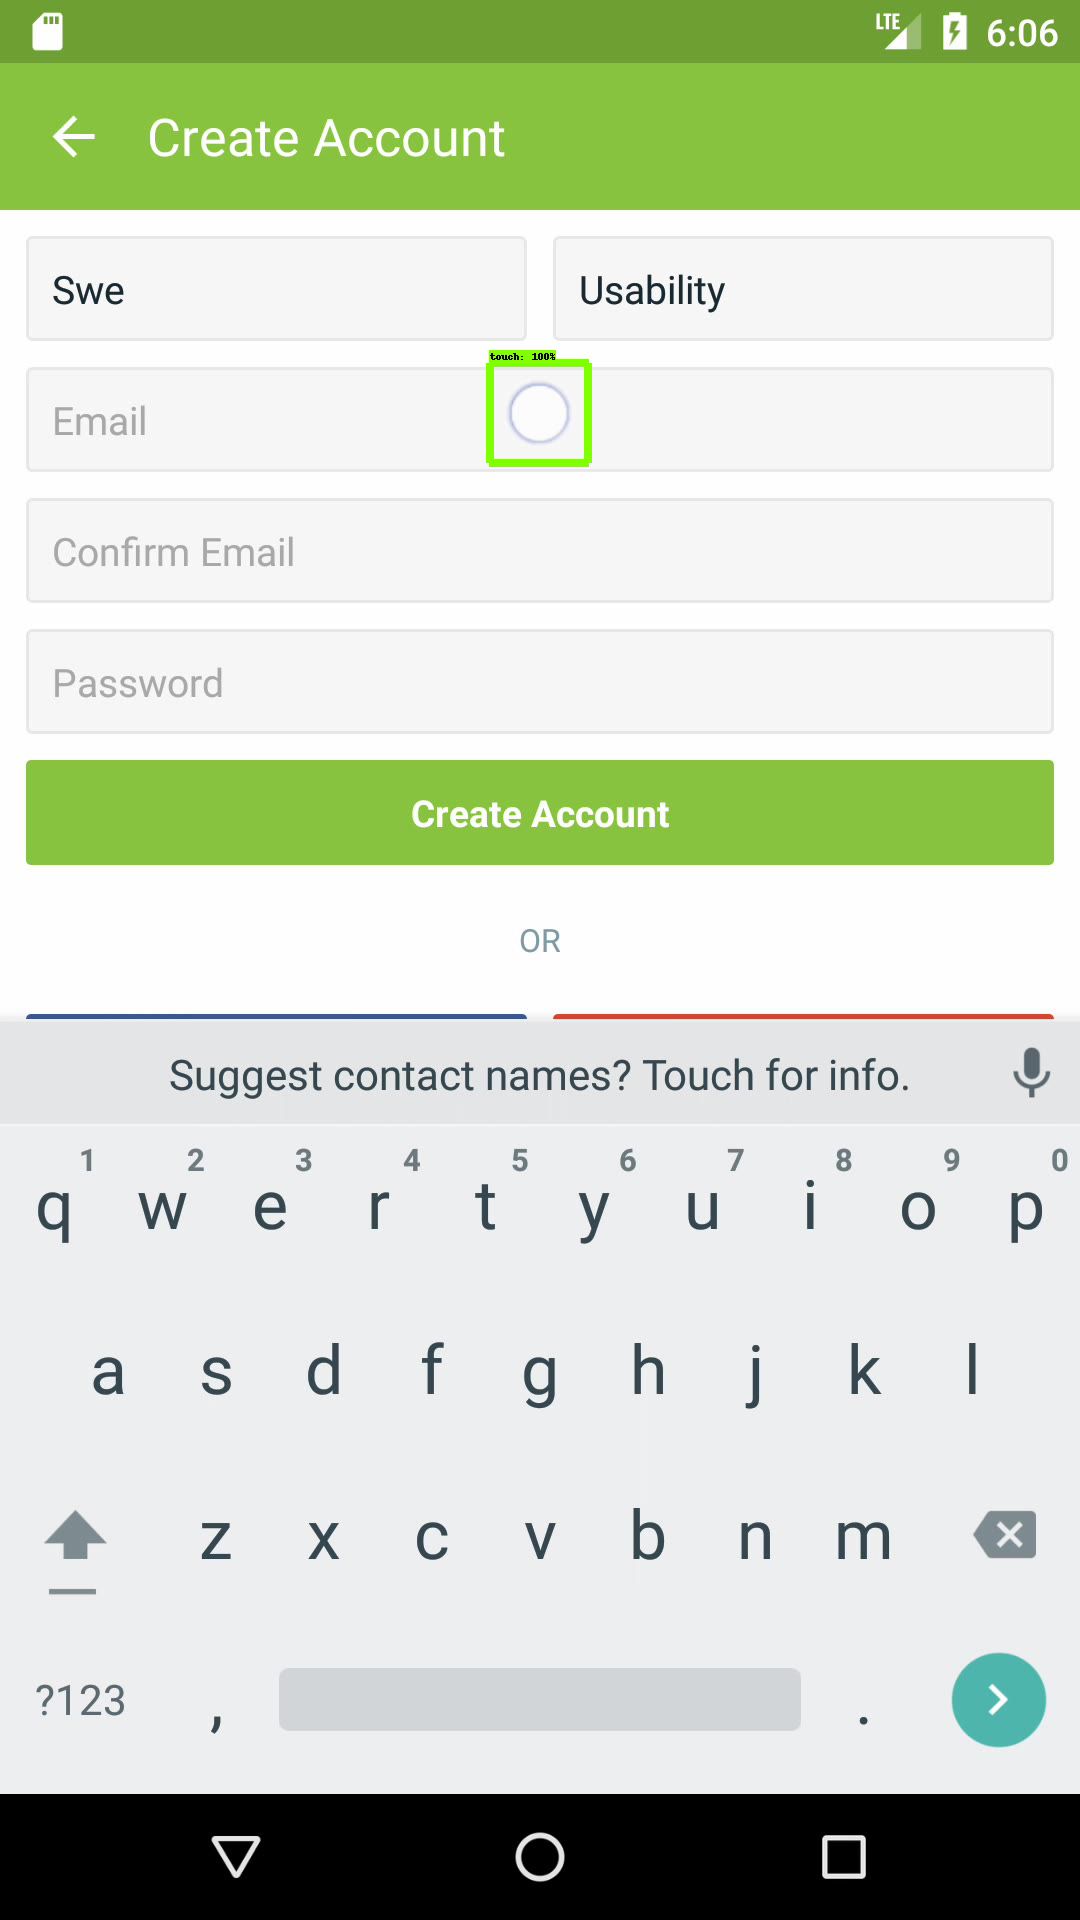 LTE 6:06
Create Account
Swe Usability
touch: 100%
Email
Confirm Email
Password
Create Account
OR
Suggest contact names? Touch for info.
1 2 3 4 5 6 7 8 9 0
q w e r t y u i o p
a s d f g h j k l
z x c v b n m
?123 , .